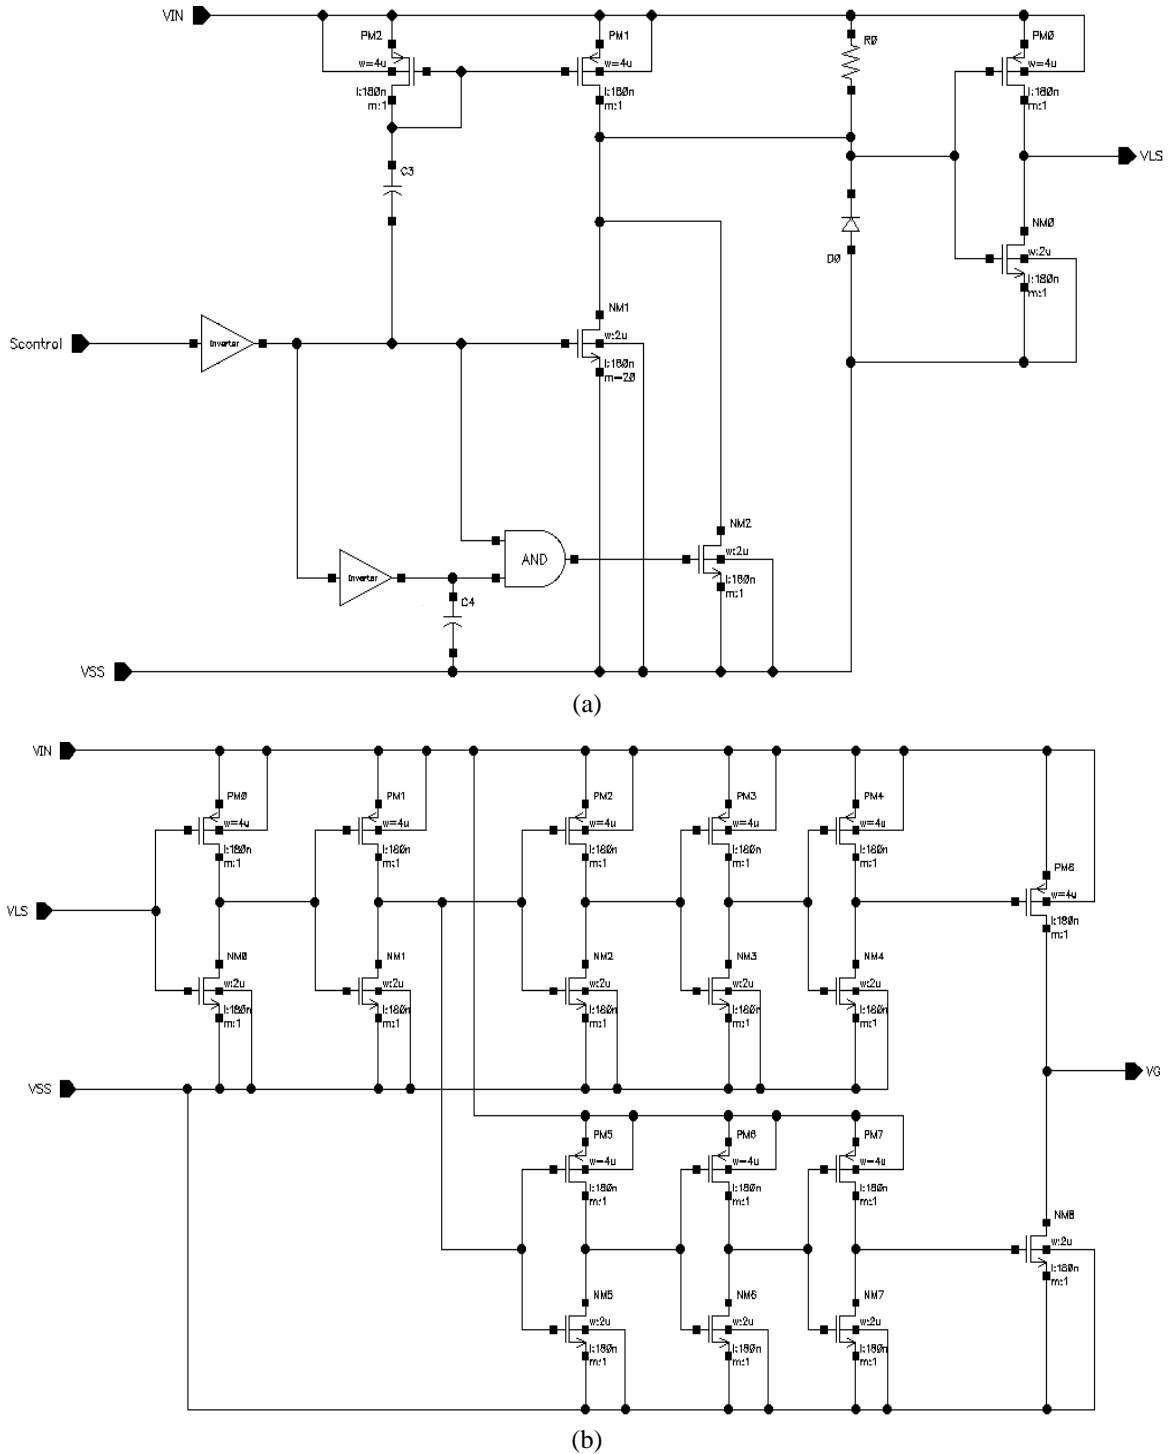 VIN
PM2
w=4u
l:180n
m:1
PM1
w=4u
l:180n
m:1
R0
PM0
w=4u
l:180n
m:1
VLS
C3
D0
NM0
w:2u
l:180n
m:1
Scontrol
Inverter
NM1
w:2u
l:180n
m=20
Inverter
C4
AND
NM2
w:2u
l:180n
m:1
VSS
(a)
VIN
PM0
w=4u
l:180n
m:1
PM1
w=4u
l:180n
m:1
PM2
w=4u
l:180n
m:1
PM3
w=4u
l:180n
m:1
PM4
w=4u
l:180n
m:1
PM8
w=4u
l:180n
m:1
VLS
NM0
w:2u
l:180n
m:1
NM1
w:2u
l:180n
m:1
NM2
w:2u
l:180n
m:1
NM3
w:2u
l:180n
m:1
NM4
w:2u
l:180n
m:1
VSS
VG
PM5
w=4u
l:180n
m:1
PM6
w=4u
l:180n
m:1
PM7
w=4u
l:180n
m:1
NM8
w:2u
l:180n
m:1
NM5
w:2u
l:180n
m:1
NM6
w:2u
l:180n
m:1
NM7
w:2u
l:180n
m:1
(b)